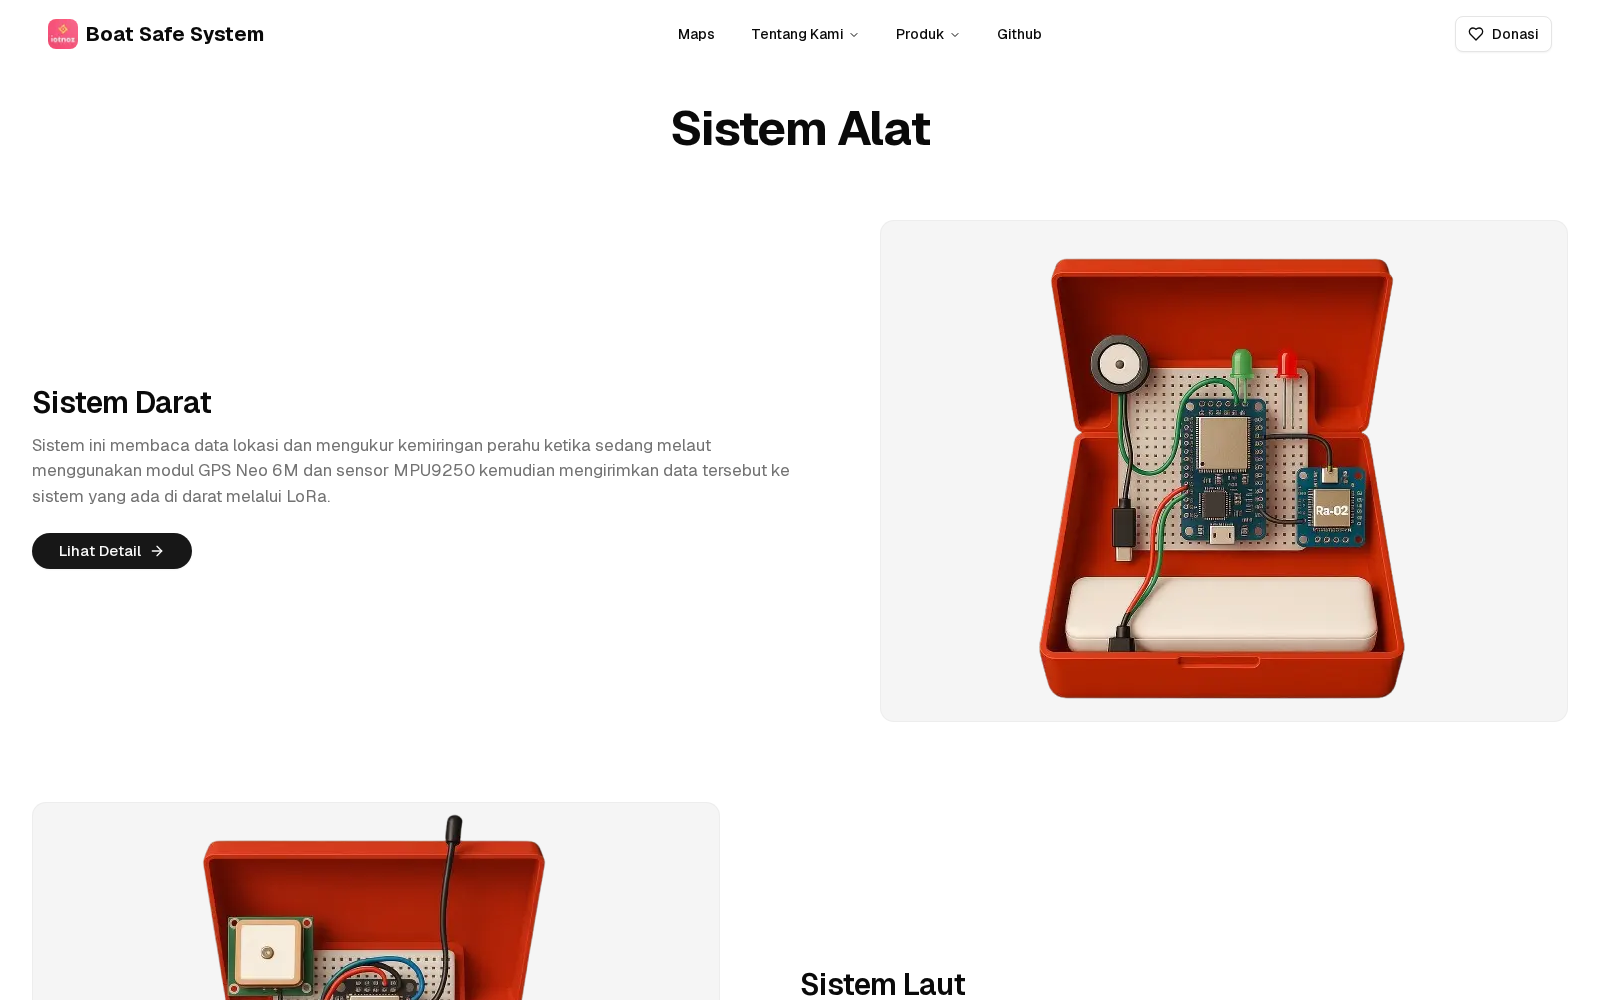 iotnez
Boat Safe System
Maps
Tentang Kami
Produk
Github
Donasi
Sistem Alat
Sistem Darat
Sistem ini membaca data lokasi dan mengukur kemiringan perahu ketika sedang melaut
menggunakan modul GPS Neo 6M dan sensor MPU9250 kemudian mengirimkan data tersebut ke
sistem yang ada di darat melalui LoRa.
Lihat Detail
Ra-02
Sistem Laut